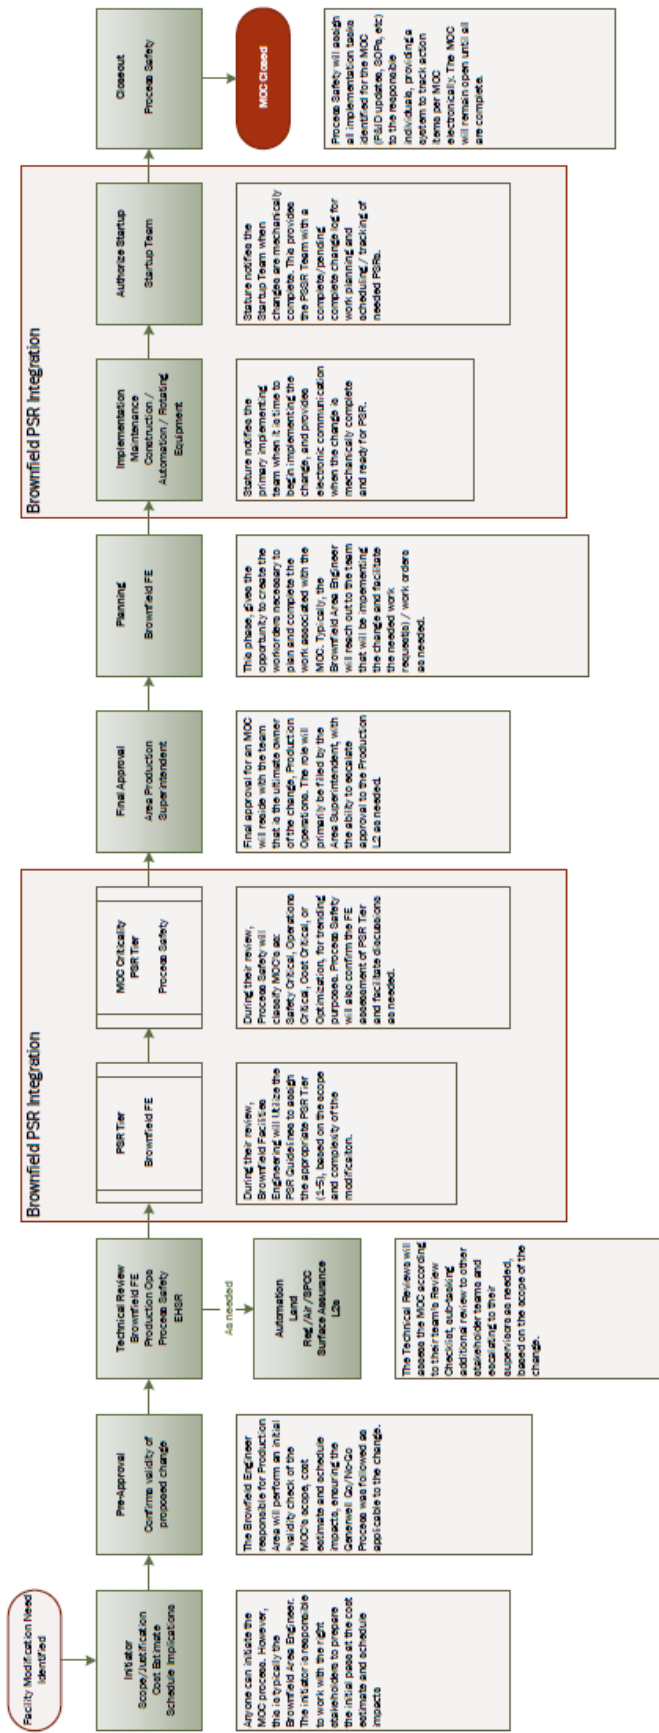 Facility Modification Need
Identified
Initiator
Scope/Justification
Cost Estimate
Schedule Implications
Anyone can initiate the
MOC process. However,
this is typically the
Brownfield Area Engineer.
The initiator is responsible
to work with the right
stakeholders to prepare
the initial pass at the cost
estimate and schedule
impacts
Pre-Approval
Confirms validity of
proposed change
The Browfield Engineer
responsible for Production
Area will perform an initial
"validity check of the
MOC's scope, cost
estimate and schedule
impacts, ensuring the
Generwell Go/No-Go
Process was followed as
applicable to the change.
Technical Review
Brownfield FE
Production Ops
Process Safety
EHSR
As needed
Automation
Land
Reg/Air/SPCC
Surface Assurance
L2s
The Technical Reviews will
assess the MOC according
to their team's Review
Checklist, sub-asking
additional review to other
stakeholder teams and
escalating to their
supervisors as needed,
based on the scope of the
change.
Brownfield PSR Integration
PSR Tier
Brownfield FE
During their review,
Brownfield Facilities
Engineering will Utilize the
PSR Guidelines to assign
the appropriate PSR Tier
(1-5), based on the scope
and complexity of the
modificaiton.
MOC Criticality
PSR Tier
Process Safety
During their review,
Process Safety will
classify MOC's as:
Safety Critical, Operations
Critical, Cost Critical, or
Optimization, for trending
purposes. Process Safety
will also confirm the FE
assessment of PSR Tier
and facilitate discussions
as needed.
Final Approval
Area Production
Superintendent
Final approval for an MOC
will reside with the team
that is the ultimate owner
of the change, Production
Operations. The role will
primarily be filled by the
Area Superintendent, with
the ability to escalate
approval to the Production
L2 as needed.
Planning
Brownfield FE
This phase, gives the
opportunity to create the
workorders necessary to
plan and complete the
work associated with the
MOC. Typically, the
Brownfield Area Engineer
will reach out to the team
that will be impementing
the change and facilitate
the needed work
request(s) / work orders
as needed.
Brownfield PSR Integration
Implementation
Maintenance
Construction /
Automation / Rotating
Equipment
Stature notifies the
primary implementing
team when it is time to
begin implementing the
change, and provides
electronic communication
when the change is
mechanically complete
and ready for PSR.
Authorize Startup
Startup Team
Stature notifies the
Startup Team when
changes are mechanically
complete. This provides
the PSSR Team with a
complete/pending
complete change log for
work planning and
scheduling / tracking of
needed PSRs.
Closeout
Process Safety
MOC Closed
Process Safety will assign
all implementation tasks
identified for the MOC
(P&ID updates, SOPs, etc)
to the responsible
individuals, providing a
system to track action
items per MOC
electronically. The MOC
will remain open until all
are complete.